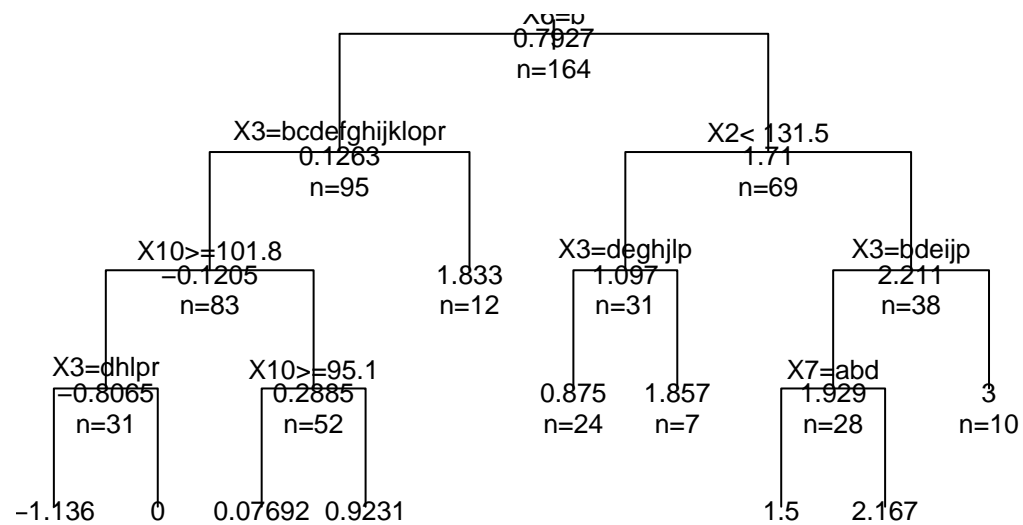 X6=b
0.7927
n=164
X3=bcdefghijklopr
0.1263
n=95
X2< 131.5
1.71
n=69
X10>=101.8
−0.1205
n=83
1.833
n=12
X3=deghjlp
1.097
n=31
X3=bdeijp
2.211
n=38
X3=dhlpr
−0.8065
n=31
X10>=95.1
0.2885
n=52
0.875
n=24
1.857
n=7
X7=abd
1.929
n=28
3
n=10
−1.136
0
0.07692
0.9231
1.5
2.167